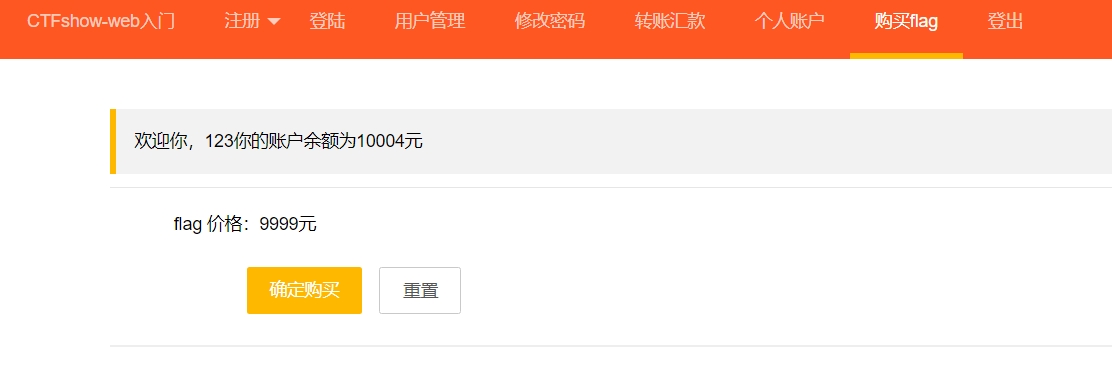 CTFshow-web入门 注册 登陆 用户管理 修改密码 转账汇款 个人账户 购买flag 登出
欢迎你，123你的账户余额为10004元
flag 价格：9999元
确定购买 重置